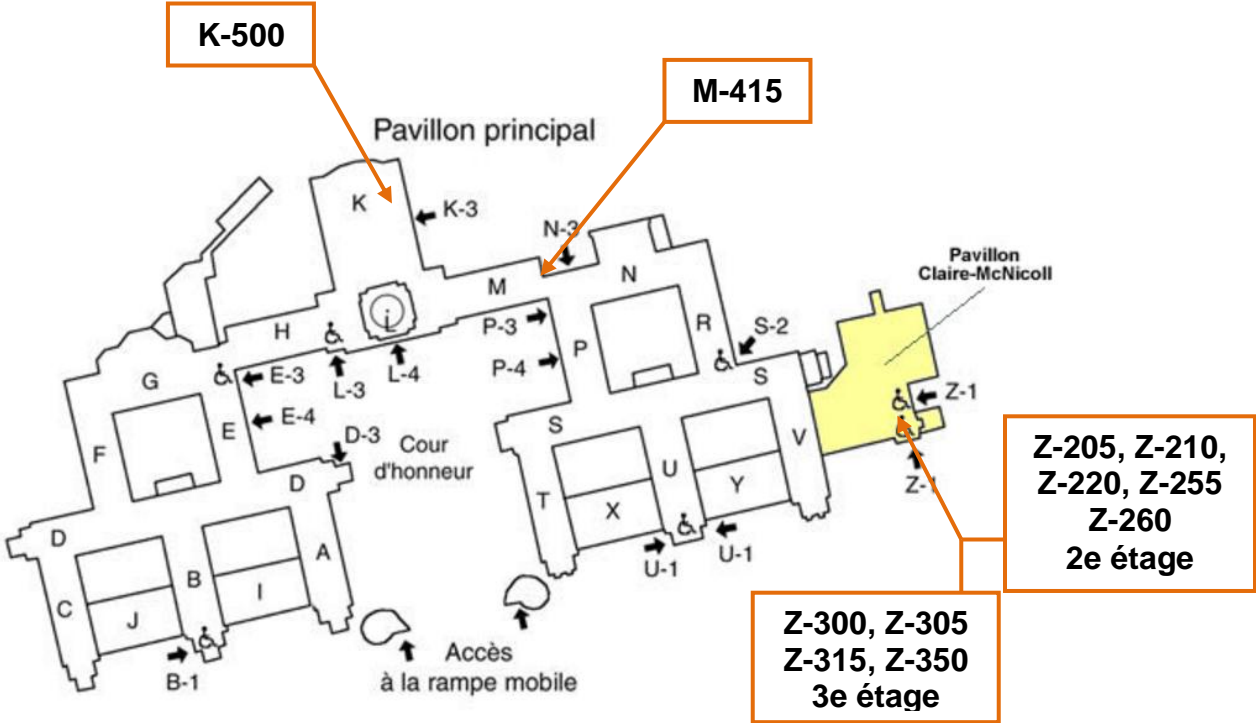 K-500
M-415
Pavillon principal
K
K-3
N-3
N
M
Pavillon
Claire-McNicoll
H
L
P-3
R
S-2
P
P-4
S
L-3
L-4
G
E-3
E-4
E
F
D-3
Cour
d'honneur
D
S
V
Z-1
Z-1
Z-205, Z-210,
Z-220, Z-255
Z-260
2e étage
U
Y
T
X
U-1
U-1
D
B
A
I
C
J
B-1
Accès
à la rampe mobile
Z-300, Z-305
Z-315, Z-350
3e étage